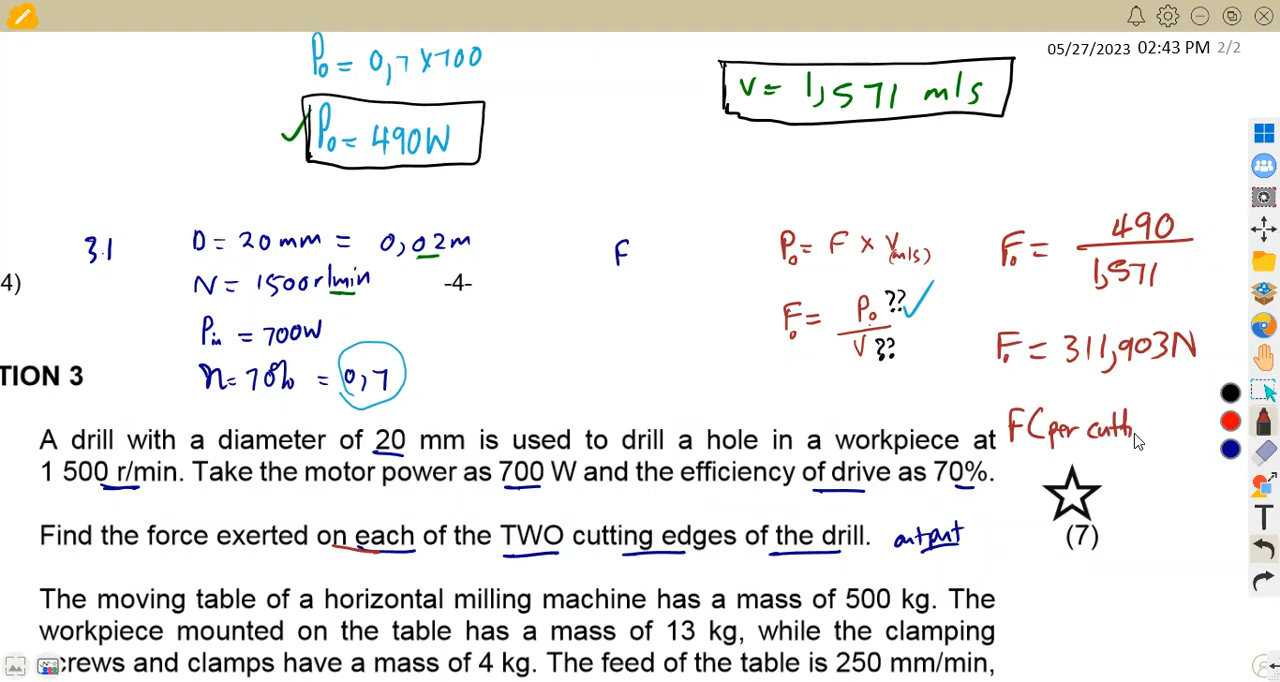 05/27/2023 02:43 PM 2/2
P₀ = 0,7 x 700
P₀ = 490W
V = 1,571 m/s
3.1
D = 20mm = 0,02m
N = 1500r/min
Pin = 700W
η = 70% = 0,7
4)
-4-
F
P₀ = F x V(m/s)
F₀ = P₀ ?? / V ??
F₀ = 490 / 1,571
F₀ = 311,903N
F(per cutt
TION 3
A drill with a diameter of 20 mm is used to drill a hole in a workpiece at
1 500 r/min. Take the motor power as 700 W and the efficiency of drive as 70%.
Find the force exerted on each of the TWO cutting edges of the drill. output
(7)
The moving table of a horizontal milling machine has a mass of 500 kg. The
workpiece mounted on the table has a mass of 13 kg, while the clamping
crews and clamps have a mass of 4 kg. The feed of the table is 250 mm/min,
T